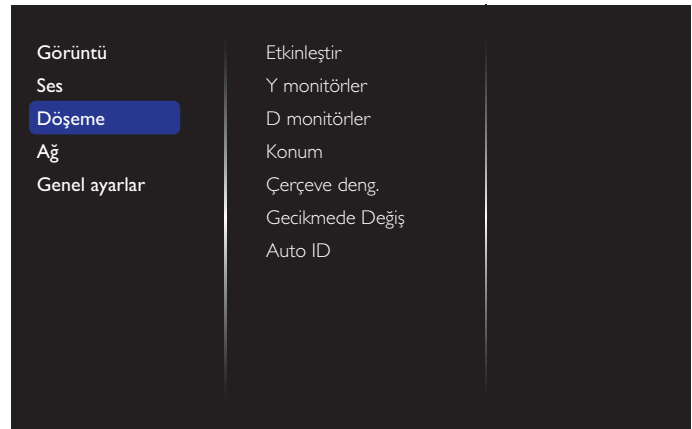 Görüntü
Ses
Döşeme
Ağ
Genel ayarlar
Etkinleştir
Y monitörler
D monitörler
Konum
Çerçeve deng.
Gecikmede Değiş
Auto ID